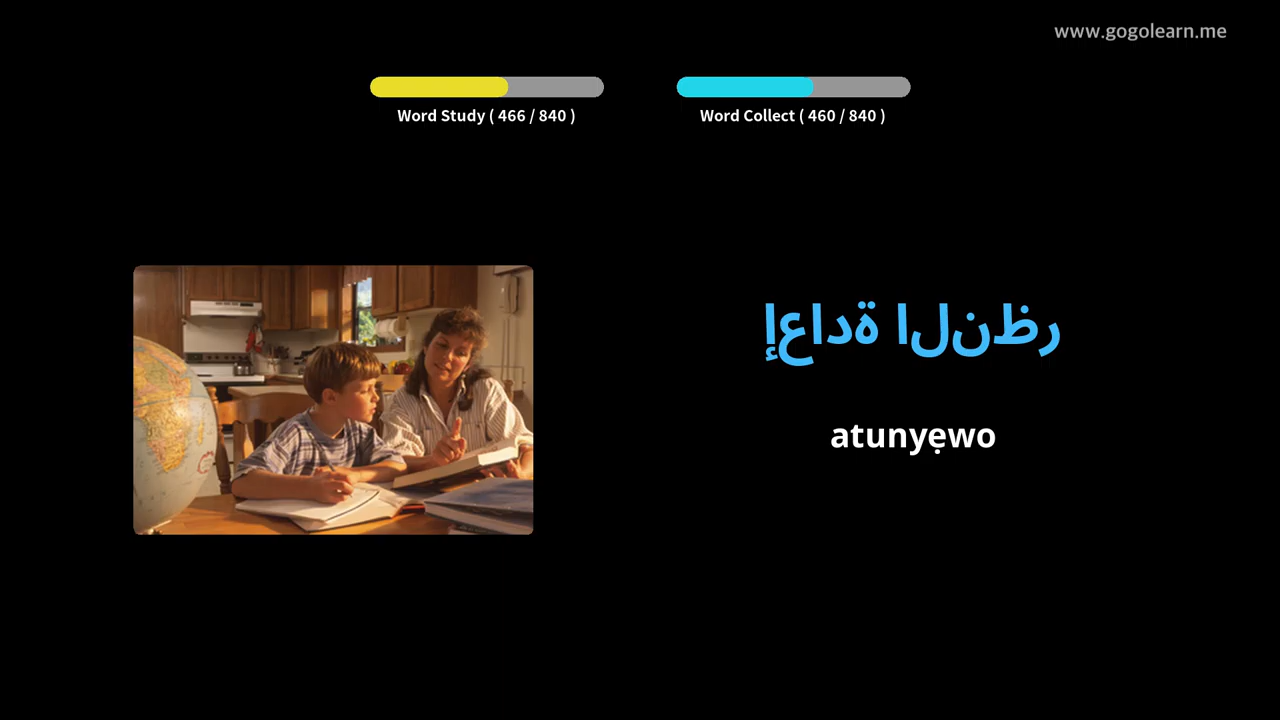 www.gogolearn.me
Word Study ( 466 / 840 )
Word Collect ( 460 / 840 )
إعادة النظر
atunyẹwo